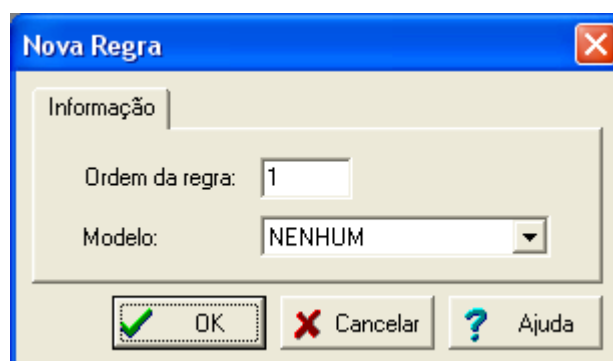 Nova Regra
Informação
Ordem da regra: 1
Modelo: NENHUM
OK Cancelar Ajuda